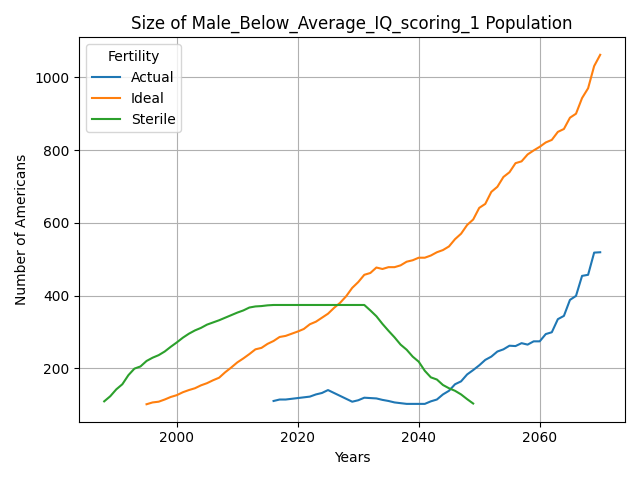 Size of Male_Below_Average_IQ_scoring_1 Population
Fertility
Actual
Ideal
Sterile
Number of Americans
1000
800
600
400
200
2000
2020
2040
2060
Years